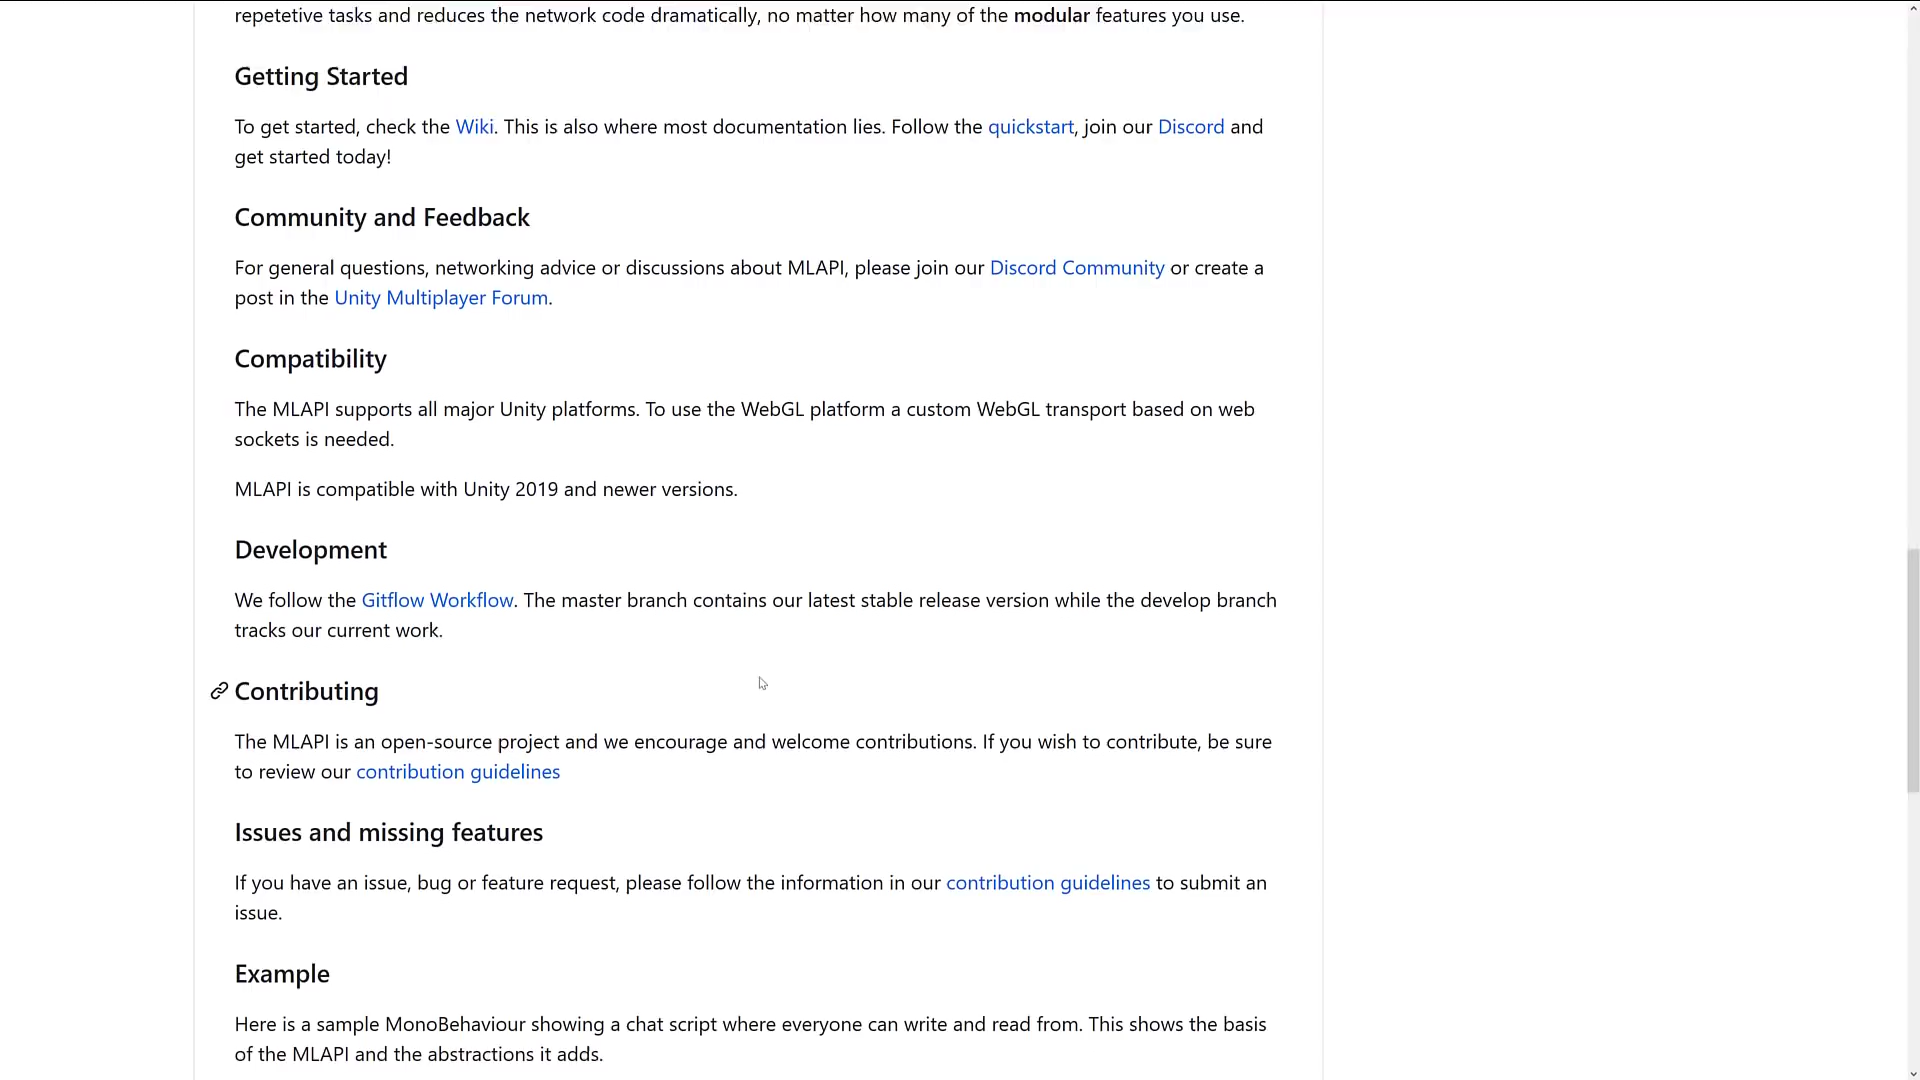 repetetive tasks and reduces the network code dramatically, no matter how many of the modular features you use.
Getting Started
To get started, check the Wiki. This is also where most documentation lies. Follow the quickstart, join our Discord and
get started today!
Community and Feedback
For general questions, networking advice or discussions about MLAPI, please join our Discord Community or create a
post in the Unity Multiplayer Forum.
Compatibility
The MLAPI supports all major Unity platforms. To use the WebGL platform a custom WebGL transport based on web
sockets is needed.
MLAPI is compatible with Unity 2019 and newer versions.
Development
We follow the Gitflow Workflow. The master branch contains our latest stable release version while the develop branch
tracks our current work.
Contributing
The MLAPI is an open-source project and we encourage and welcome contributions. If you wish to contribute, be sure
to review our contribution guidelines
Issues and missing features
If you have an issue, bug or feature request, please follow the information in our contribution guidelines to submit an
issue.
Example
Here is a sample MonoBehaviour showing a chat script where everyone can write and read from. This shows the basis
of the MLAPI and the abstractions it adds.